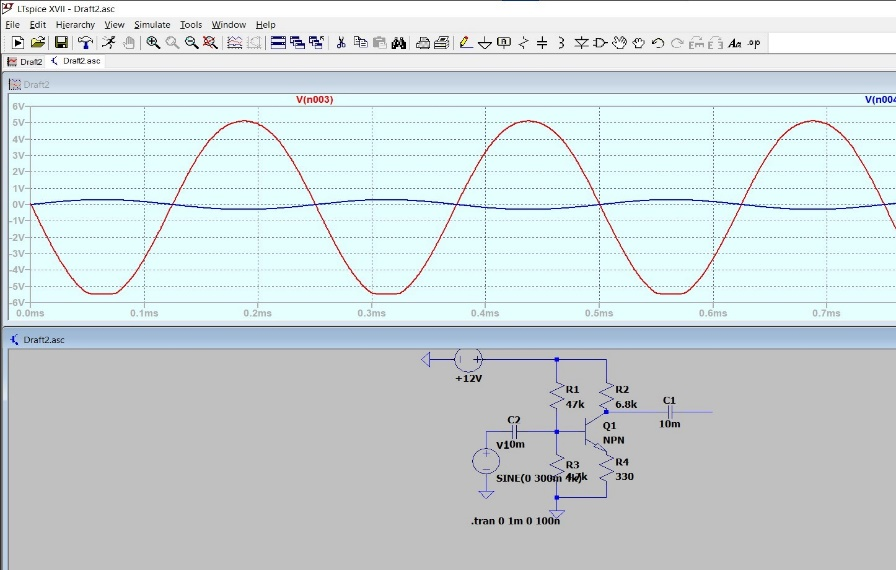 LTspice XVII - Draft2.asc
File Edit Hierarchy View Simulate Tools Window Help
Aa .op
Draft2 Draft2.asc
Draft2
V(n003) V(n004
6V
5V
4V
3V
2V
1V
0V
-1V
-2V
-3V
-4V
-5V
-6V
0.0ms 0.1ms 0.2ms 0.3ms 0.4ms 0.5ms 0.6ms 0.7ms
Draft2.asc
+12V
R1
47k
R2
6.8k
C1
10m
C2
10m
V1
Q1
NPN
R3
R4
330
SINE(0 300m 4k)
.tran 0 1m 0 100n